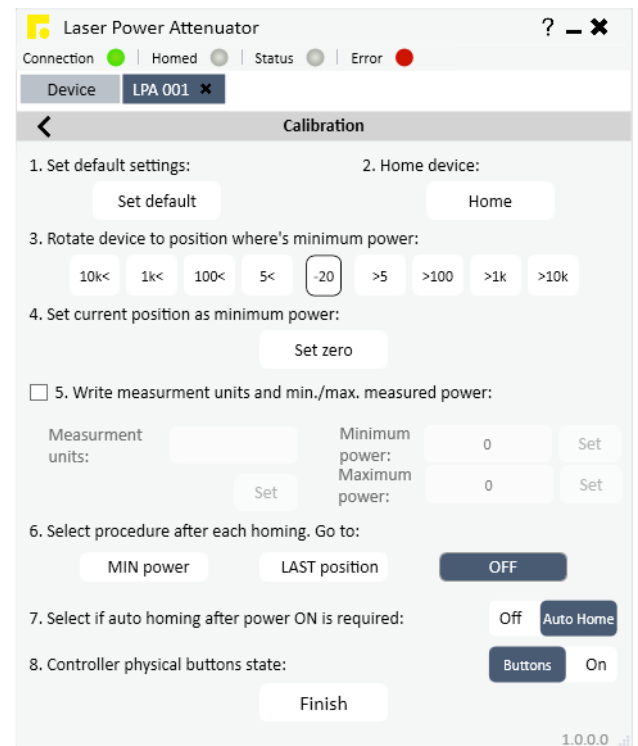 Laser Power Attenuator ? 
Connection Homed Status Error
Device LPA 001 ×
Calibration
1. Set default settings: 2. Home device:
Set default Home
3. Rotate device to position where's minimum power:
10k< 1k< 100< 5< -20 >5 >100 >1k >10k
4. Set current position as minimum power:
Set zero
5. Write measurment units and min./max. measured power:
Measurment units: Minimum power: 0 Set
Set Maximum power: 0 Set
6. Select procedure after each homing. Go to:
MIN power LAST position OFF
7. Select if auto homing after power ON is required: Off Auto Home
8. Controller physical buttons state: Buttons On
Finish
1.0.0.0